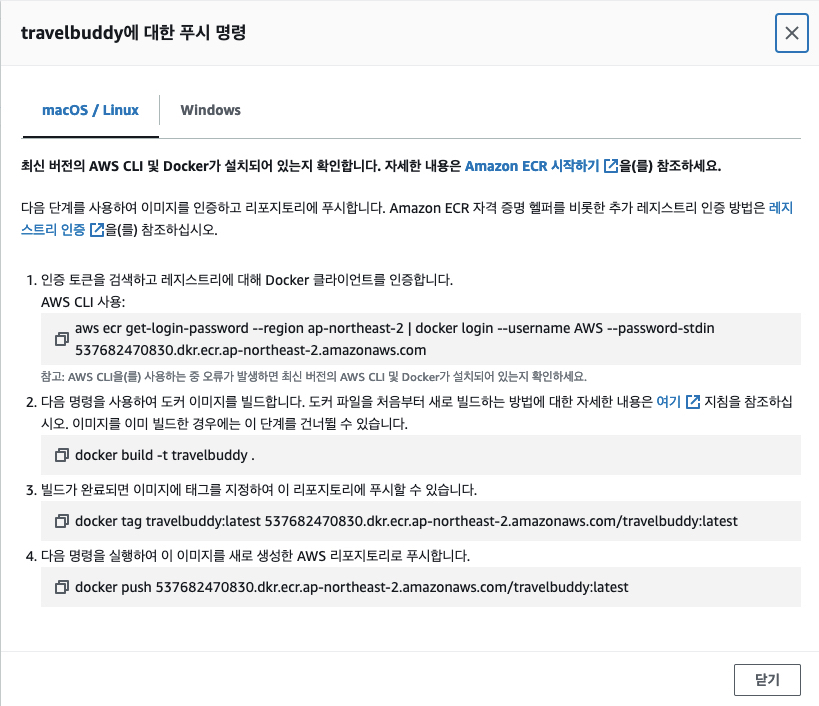 travelbuddy에 대한 푸시 명령
macOS / Linux
Windows
최신 버전의 AWS CLI 및 Docker가 설치되어 있는지 확인합니다. 자세한 내용은 Amazon ECR 시작하기 을(를) 참조하세요.
다음 단계를 사용하여 이미지를 인증하고 리포지토리에 푸시합니다. Amazon ECR 자격 증명 헬퍼를 비롯한 추가 레지스트리 인증 방법은 레지
스트리 인증 을(를) 참조하십시오.
1. 인증 토큰을 검색하고 레지스트리에 대해 Docker 클라이언트를 인증합니다.
AWS CLI 사용:
aws ecr get-login-password --region ap-northeast-2 | docker login --username AWS --password-stdin
537682470830.dkr.ecr.ap-northeast-2.amazonaws.com
참고: AWS CLI을(를) 사용하는 중 오류가 발생하면 최신 버전의 AWS CLI 및 Docker가 설치되어 있는지 확인하세요.
2. 다음 명령을 사용하여 도커 이미지를 빌드합니다. 도커 파일을 처음부터 새로 빌드하는 방법에 대한 자세한 내용은 여기 지침을 참조하십
시오. 이미지를 이미 빌드한 경우에는 이 단계를 건너뛸 수 있습니다.
docker build -t travelbuddy .
3. 빌드가 완료되면 이미지에 태그를 지정하여 이 리포지토리에 푸시할 수 있습니다.
docker tag travelbuddy:latest 537682470830.dkr.ecr.ap-northeast-2.amazonaws.com/travelbuddy:latest
4. 다음 명령을 실행하여 이 이미지를 새로 생성한 AWS 리포지토리로 푸시합니다.
docker push 537682470830.dkr.ecr.ap-northeast-2.amazonaws.com/travelbuddy:latest
닫기